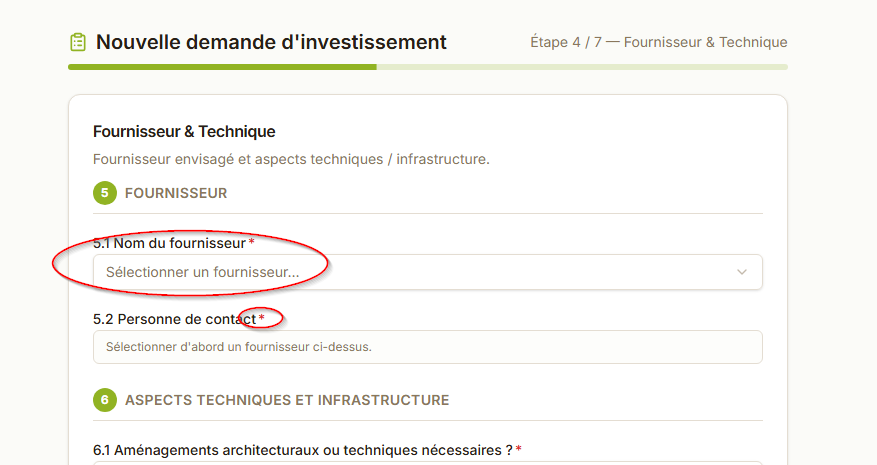 Nouvelle demande d'investissement
Étape 4 / 7 — Fournisseur & Technique
Fournisseur & Technique
Fournisseur envisagé et aspects techniques / infrastructure.
5 FOURNISSEUR
5.1 Nom du fournisseur *
Sélectionner un fournisseur...
5.2 Personne de contact *
Sélectionner d'abord un fournisseur ci-dessus.
6 ASPECTS TECHNIQUES ET INFRASTRUCTURE
6.1 Aménagements architecturaux ou techniques nécessaires ? *